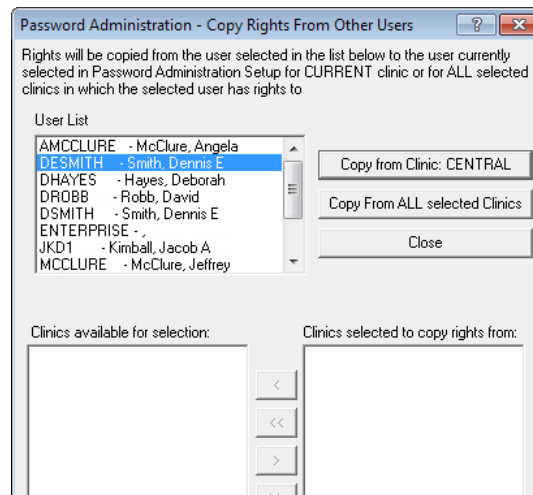 Password Administration - Copy Rights From Other Users
Rights will be copied from the user selected in the list below to the user currently
selected in Password Administration Setup for CURRENT clinic or for ALL selected
clinics in which the selected user has rights to
User List
AMCCLURE - McClure, Angela
DESMITH - Smith, Dennis E
DHAYES - Hayes, Deborah
DROBB - Robb, David
DSMITH - Smith, Dennis E
ENTERPRISE - ,
JKD1 - Kimball, Jacob A
MCCLURE - McClure, Jeffrey
Copy from Clinic: CENTRAL
Copy From ALL selected Clinics
Close
Clinics available for selection:
Clinics selected to copy rights from:
<
<<
>
>>